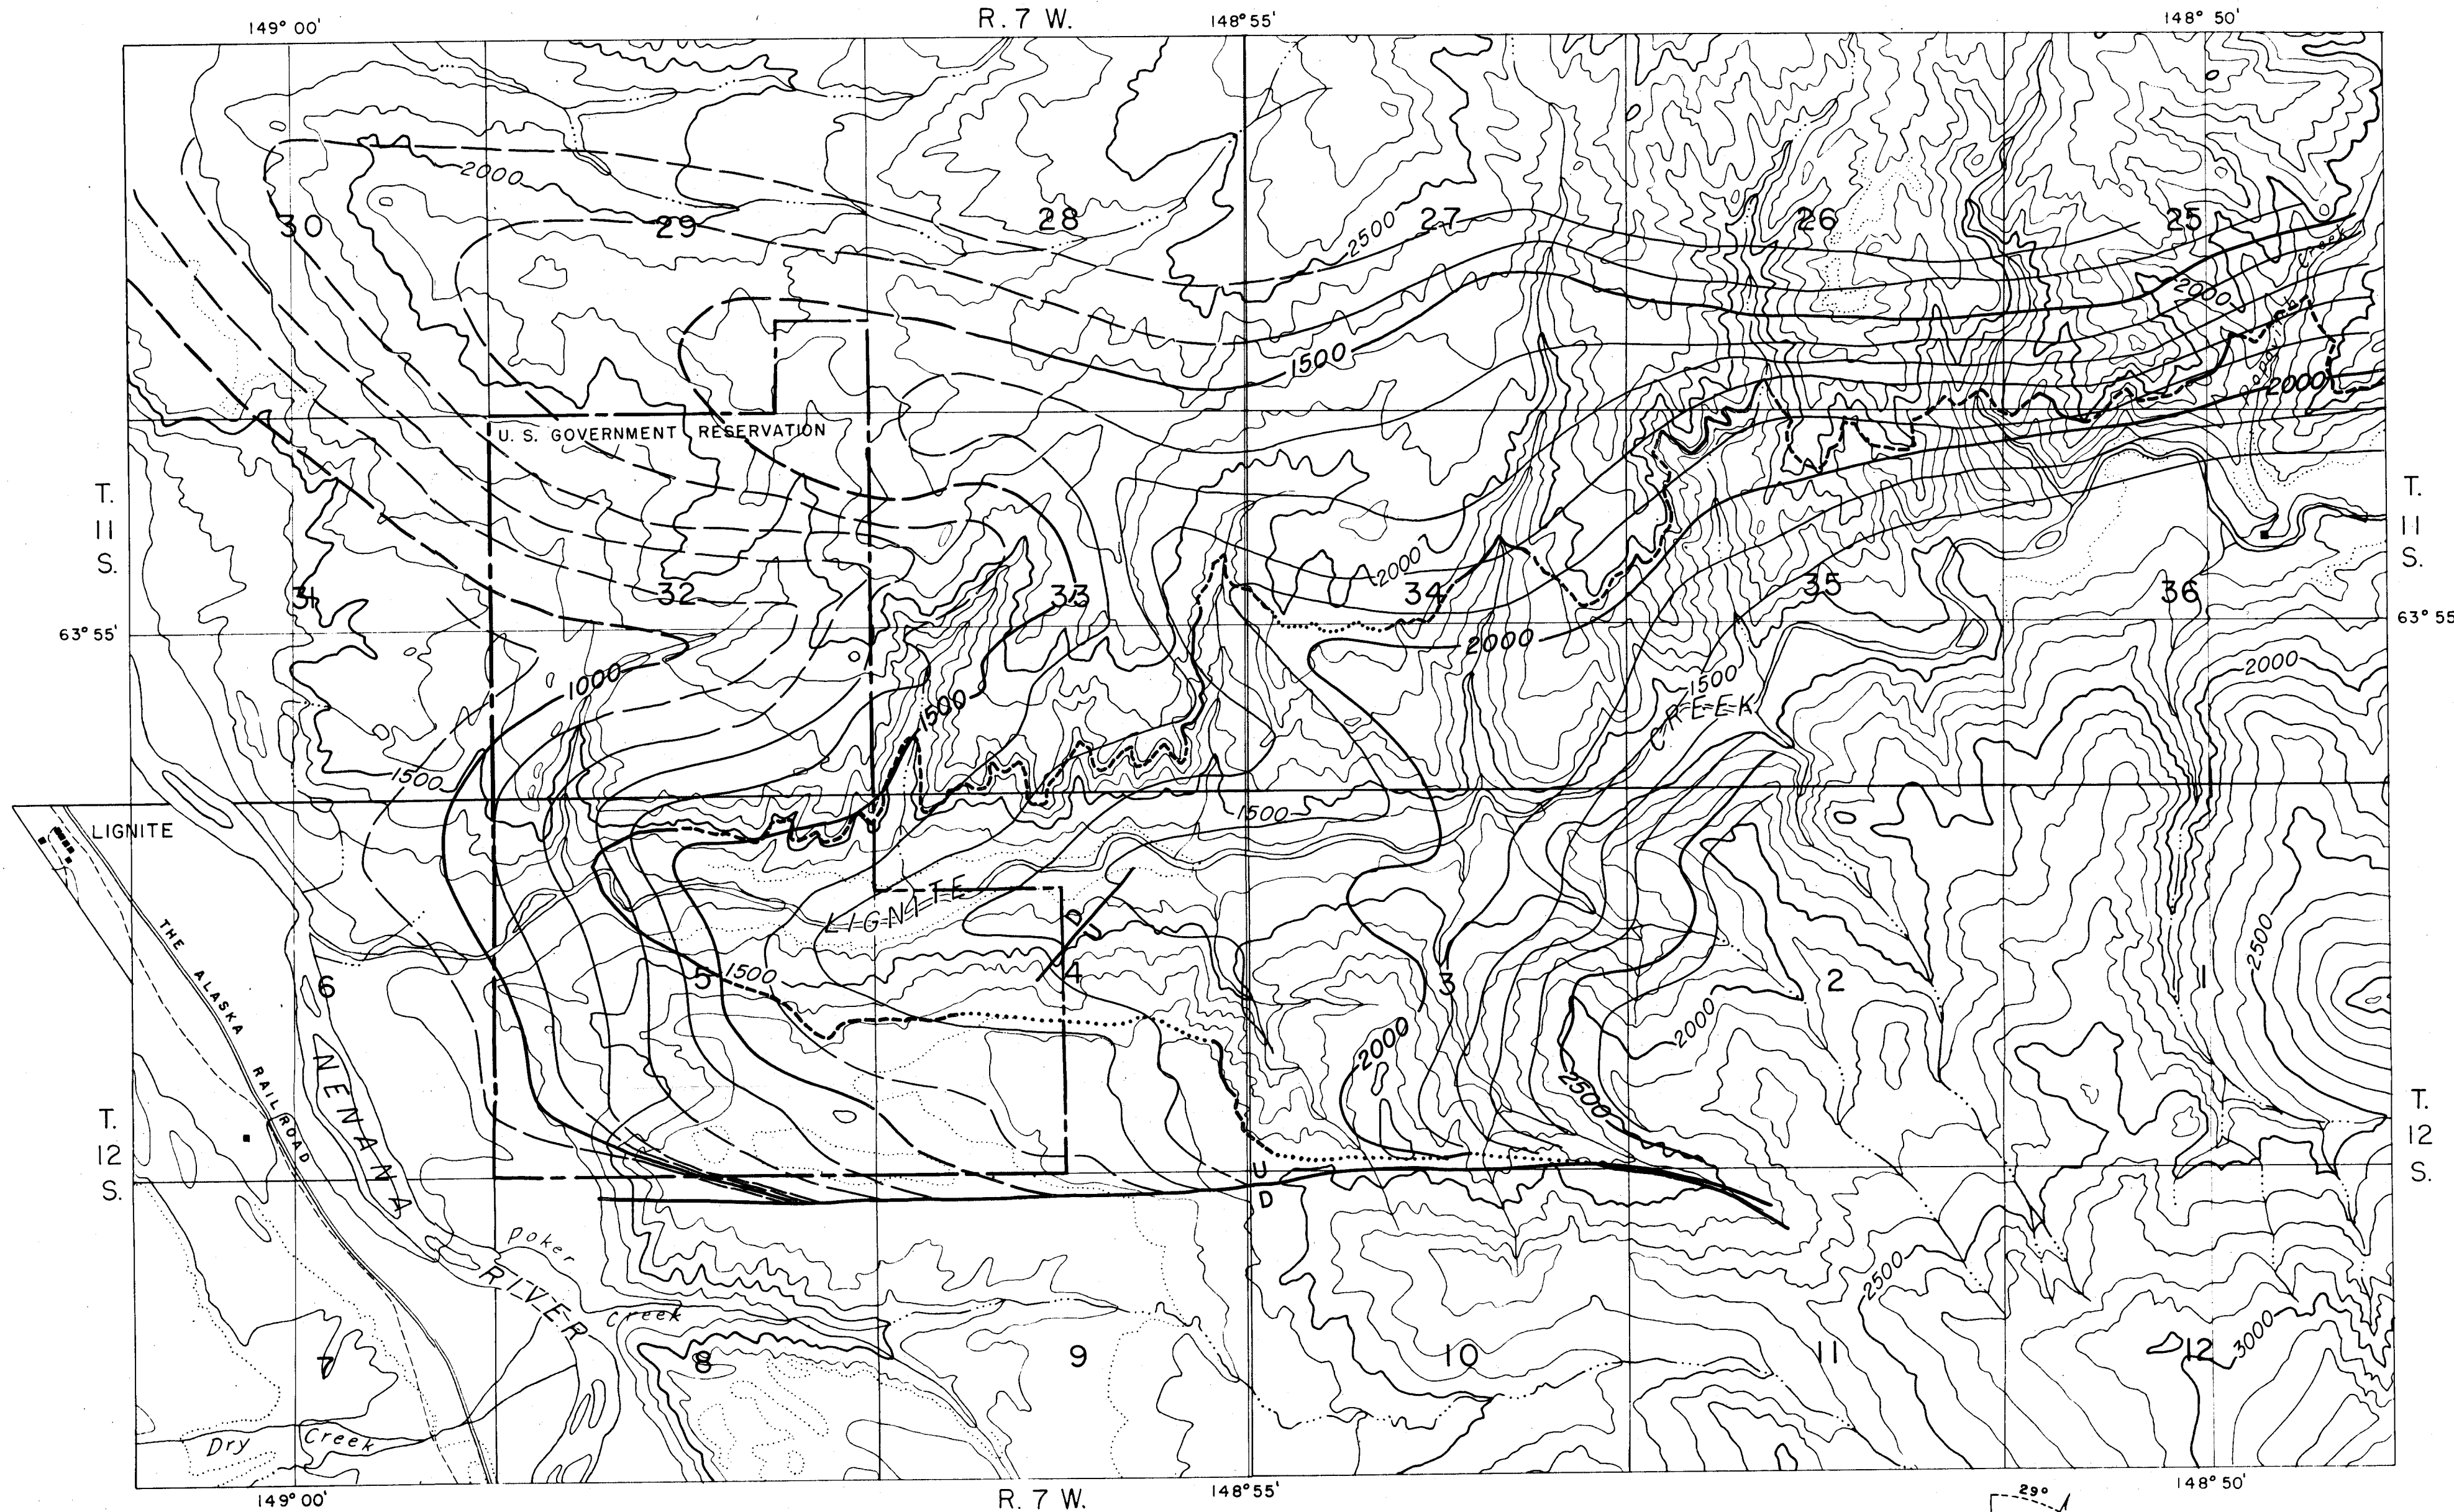 R. 7 W.
149° 00'
148° 55'
148° 50'
2000
30
29
28
2500
27
26
25
Creek
2000
1500
2000
U. S. GOVERNMENT RESERVATION
T.
11
S.
T.
11
S.
31
32
33
2000
34
35
36
63° 55'
63° 55'
2000
2000
1000
1500
1500
CREEK
1500
1500
LIGNITE
LIGNITE
D
U
THE ALASKA RAILROAD
6
5
1500
4
3
2
1
2500
2000
2000
2500
NENANA
RIVER
T.
12
S.
T.
12
S.
U
D
Poker
Creek
2500
3000
7
8
9
10
11
12
Dry Creek
149° 00'
R. 7 W.
148° 55'
148° 50'
29°